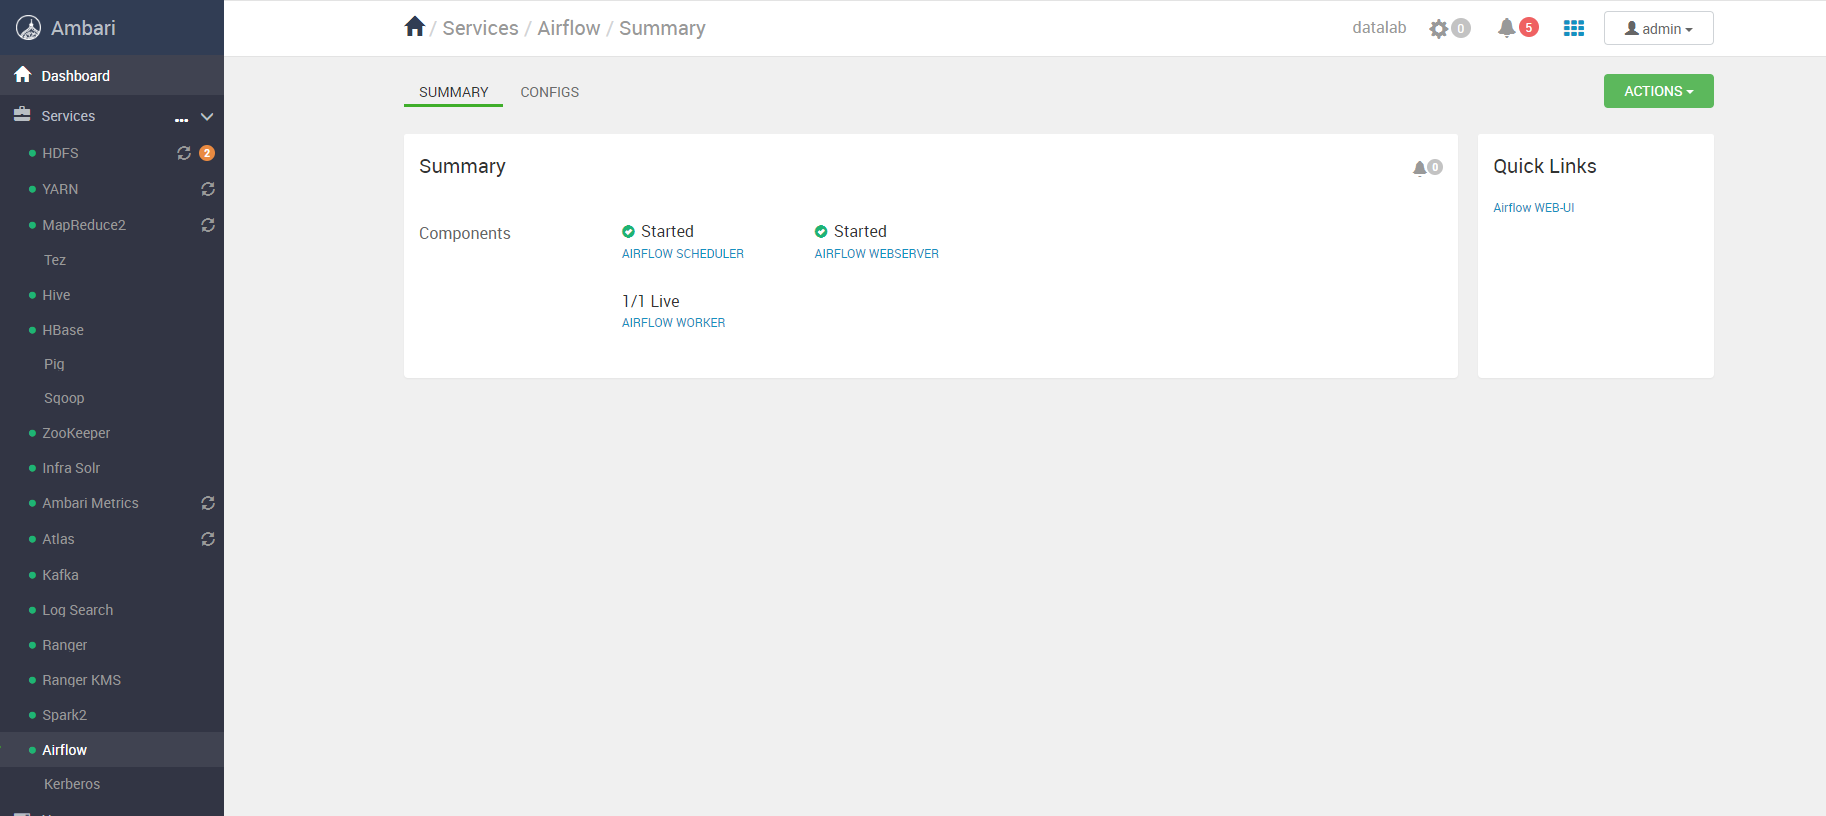 Ambari
/ Services / Airflow / Summary
datalab
0
5
admin
Dashboard
Services
...
HDFS
2
YARN
MapReduce2
Tez
Hive
HBase
Pig
Sqoop
ZooKeeper
Infra Solr
Ambari Metrics
Atlas
Kafka
Log Search
Ranger
Ranger KMS
Spark2
Airflow
Kerberos
SUMMARY
CONFIGS
ACTIONS
Summary
0
Components
Started
AIRFLOW SCHEDULER
Started
AIRFLOW WEBSERVER
1/1 Live
AIRFLOW WORKER
Quick Links
Airflow WEB-UI